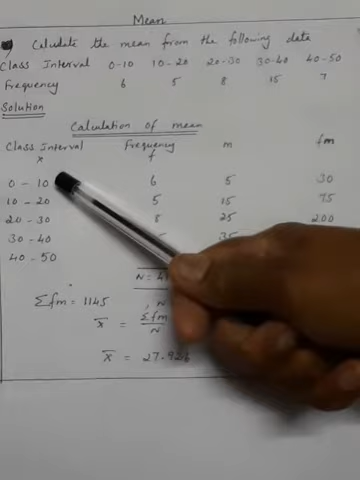 Mean
Calculate the mean from the following data
Class Interval 0-10 10-20 20-30 30-40 40-50
Frequency 6 5 8 15 7
Solution
Calculation of mean
Class Interval Frequency m fm
x f
0 - 10 6 5 30
10 - 20 5 15 75
20 - 30 8 25 200
30 - 40 35
40 - 50
N = 4
Σfm = 1145 , N
x̄ = Σfm / N
x̄ = 27.926